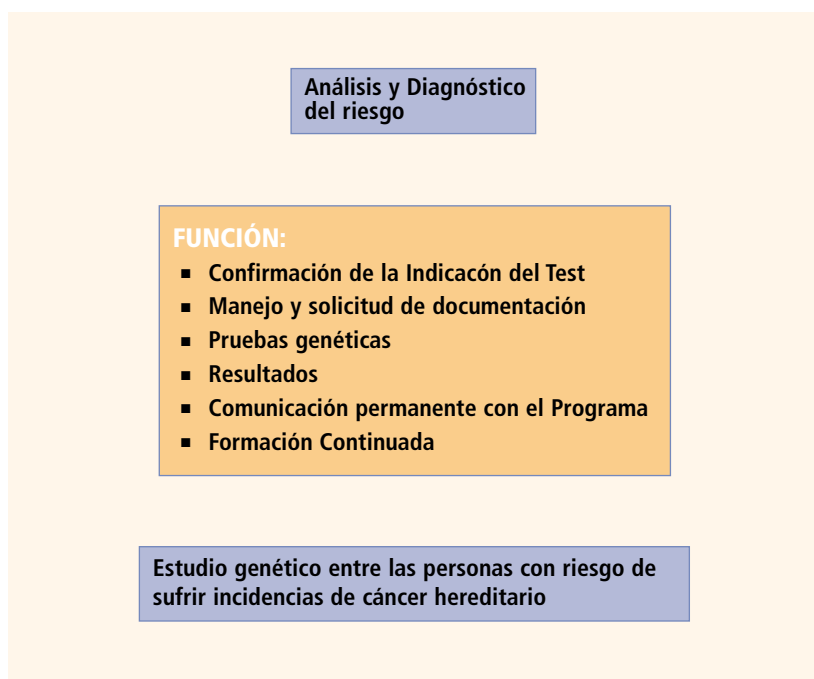 Análisis y Diagnóstico
del riesgo
FUNCIÓN:
▪ Confirmación de la Indicacón del Test
▪ Manejo y solicitud de documentación
▪ Pruebas genéticas
▪ Resultados
▪ Comunicación permanente con el Programa
▪ Formación Continuada
Estudio genético entre las personas con riesgo de
sufrir incidencias de cáncer hereditario